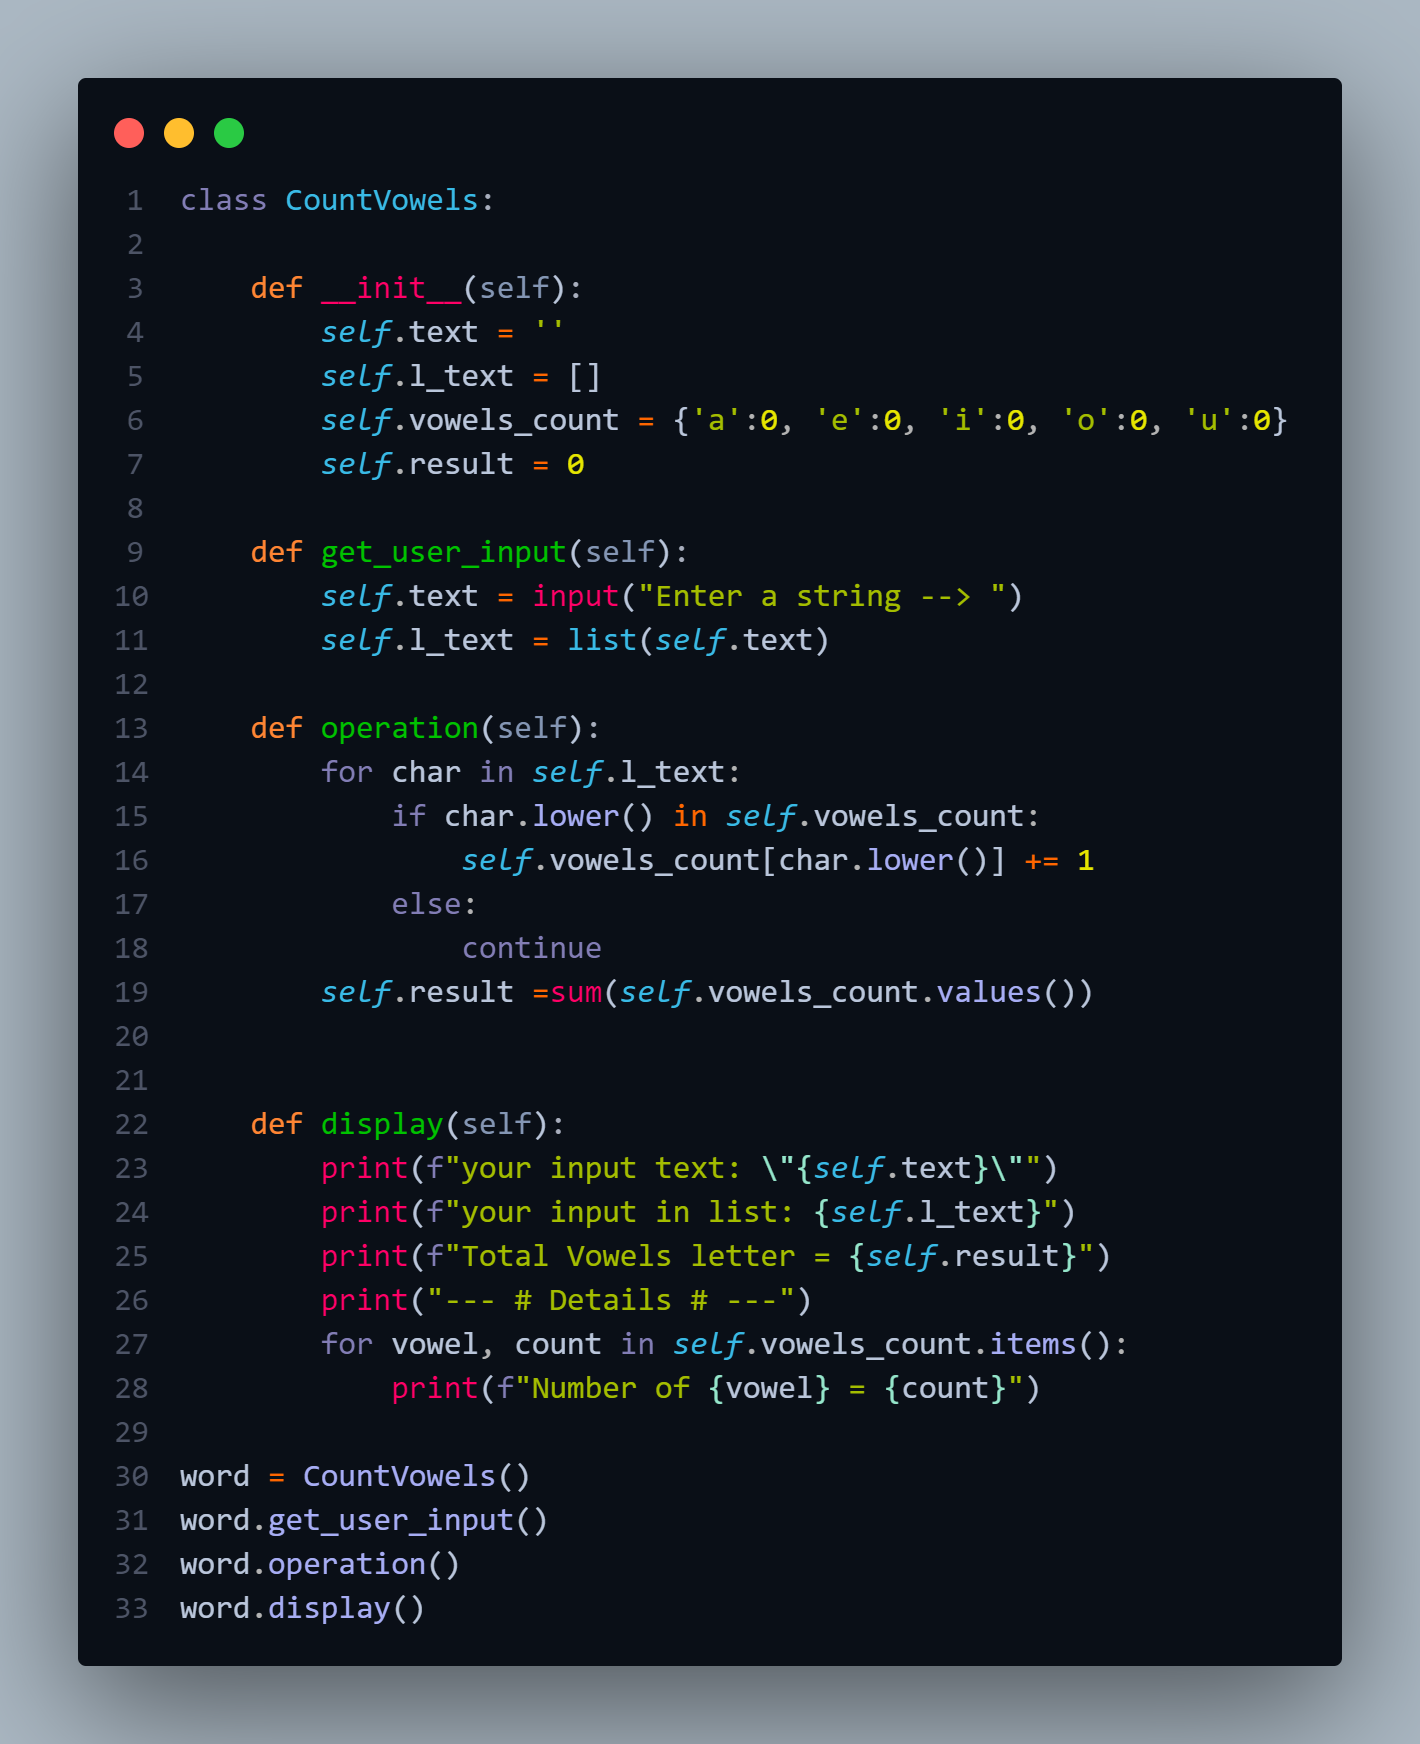 1 class CountVowels:
2
3     def __init__(self):
4         self.text = ''
5         self.l_text = []
6         self.vowels_count = {'a':0, 'e':0, 'i':0, 'o':0, 'u':0}
7         self.result = 0
8
9     def get_user_input(self):
10         self.text = input("Enter a string --> ")
11         self.l_text = list(self.text)
12
13     def operation(self):
14         for char in self.l_text:
15             if char.lower() in self.vowels_count:
16                 self.vowels_count[char.lower()] += 1
17             else:
18                 continue
19         self.result =sum(self.vowels_count.values())
20
21
22     def display(self):
23         print(f"your input text: \"{self.text}\"")
24         print(f"your input in list: {self.l_text}")
25         print(f"Total Vowels letter = {self.result}")
26         print("--- # Details # ---")
27         for vowel, count in self.vowels_count.items():
28             print(f"Number of {vowel} = {count}")
29
30 word = CountVowels()
31 word.get_user_input()
32 word.operation()
33 word.display()